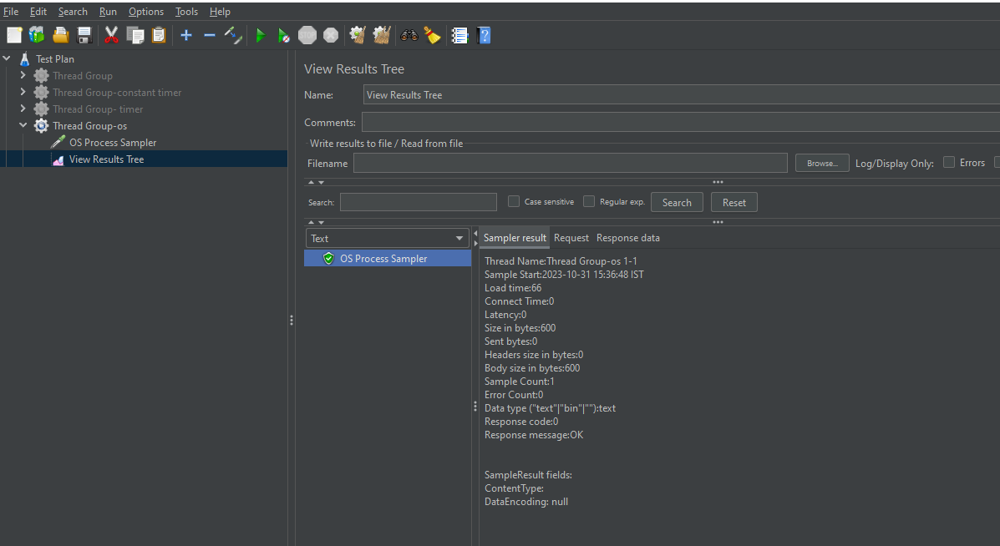 File Edit Search Run Options Tools Help
Test Plan
Thread Group
Thread Group-constant timer
Thread Group- timer
Thread Group-os
OS Process Sampler
View Results Tree
View Results Tree
Name: View Results Tree
Comments:
Write results to file / Read from file
Filename Browse... Log/Display Only: Errors
Search: Case sensitive Regular exp. Search Reset
Text
OS Process Sampler
Sampler result Request Response data
Thread Name:Thread Group-os 1-1
Sample Start:2023-10-31 15:36:48 IST
Load time:66
Connect Time:0
Latency:0
Size in bytes:600
Sent bytes:0
Headers size in bytes:0
Body size in bytes:600
Sample Count:1
Error Count:0
Data type ("text"|"bin"|""):text
Response code:0
Response message:OK
SampleResult fields:
ContentType:
DataEncoding: null